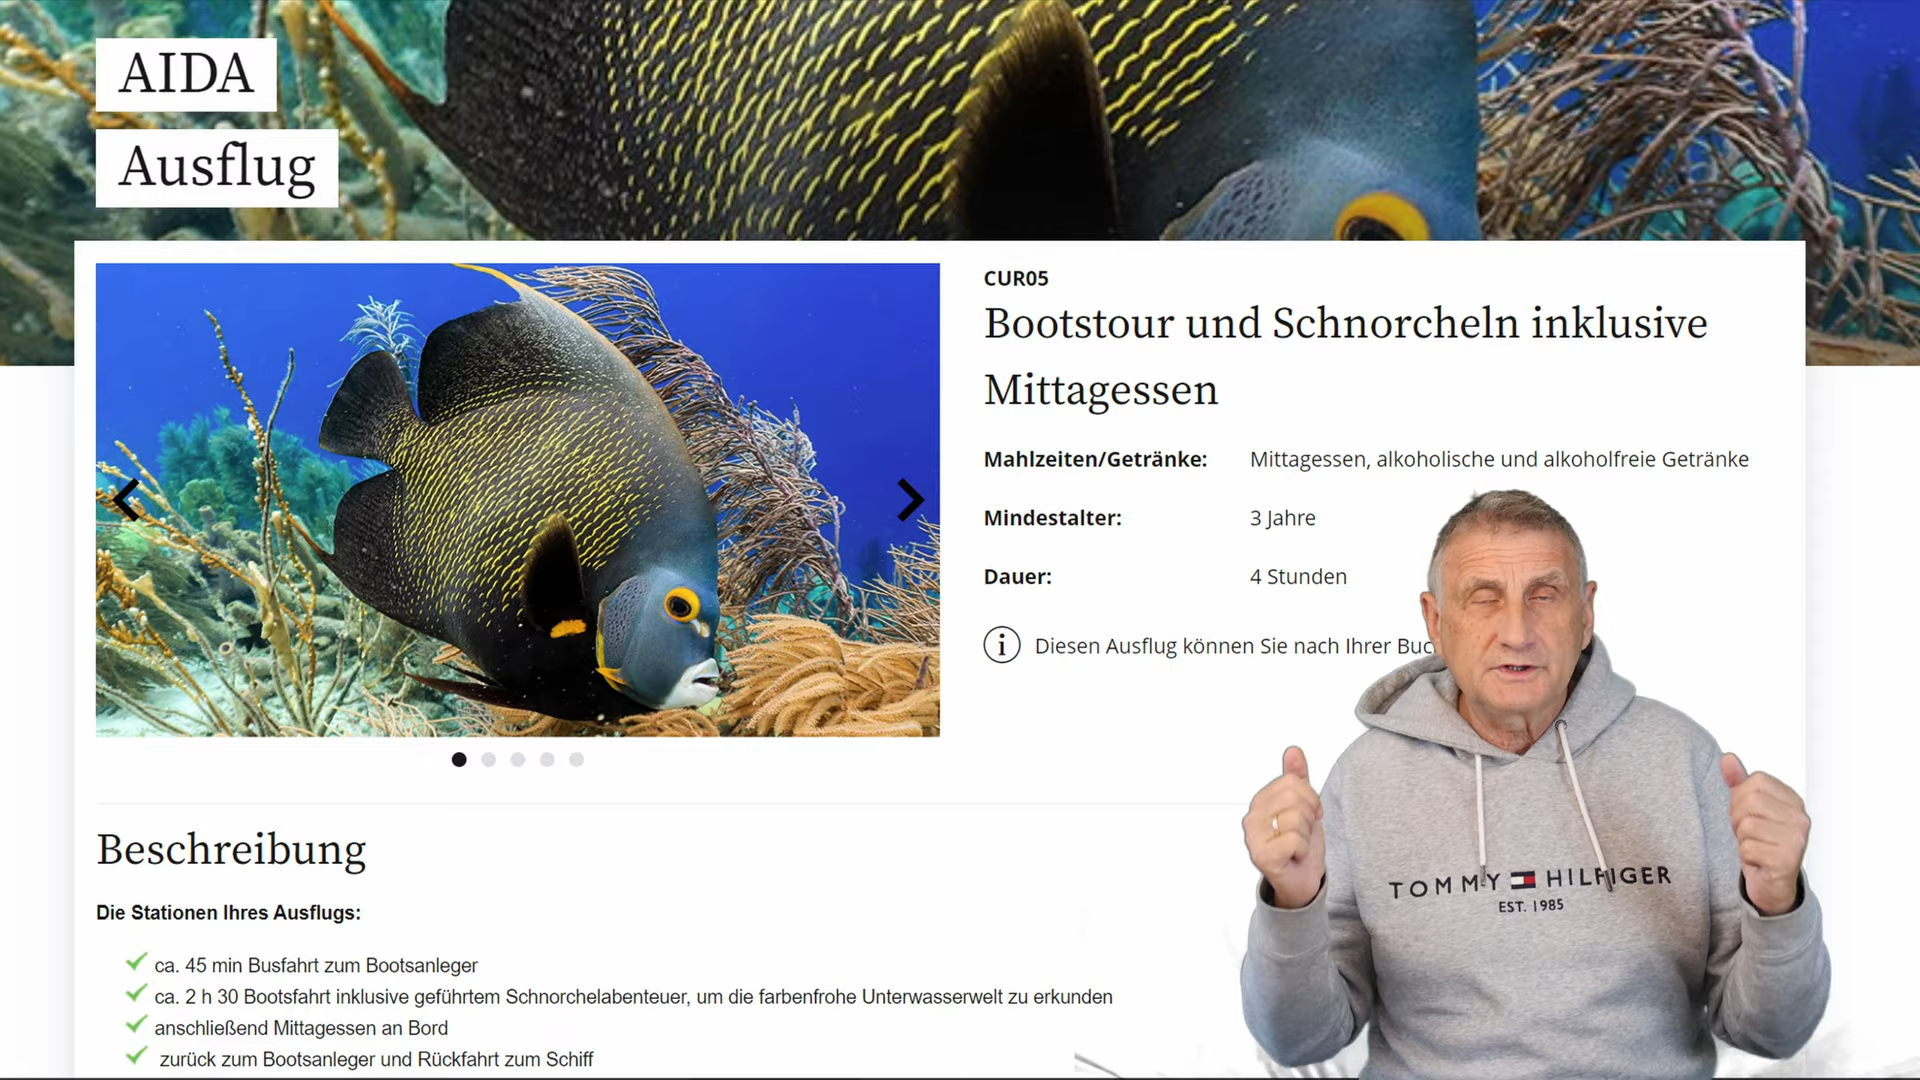 AIDA
Ausflug
CUR05
Bootstour und Schnorcheln inklusive
Mittagessen
Mahlzeiten/Getränke: Mittagessen, alkoholische und alkoholfreie Getränke
Mindestalter: 3 Jahre
Dauer: 4 Stunden
i Diesen Ausflug können Sie nach Ihrer
Beschreibung
Die Stationen Ihres Ausflugs:
ca. 45 min Busfahrt zum Bootsanleger
ca. 2 h 30 Bootsfahrt inklusive geführtem Schnorchelabenteuer, um die farbenfrohe Unterwasserwelt zu erkunden
anschließend Mittagessen an Bord
zurück zum Bootsanleger und Rückfahrt zum Schiff
TOMMY HILFIGER
EST. 1985